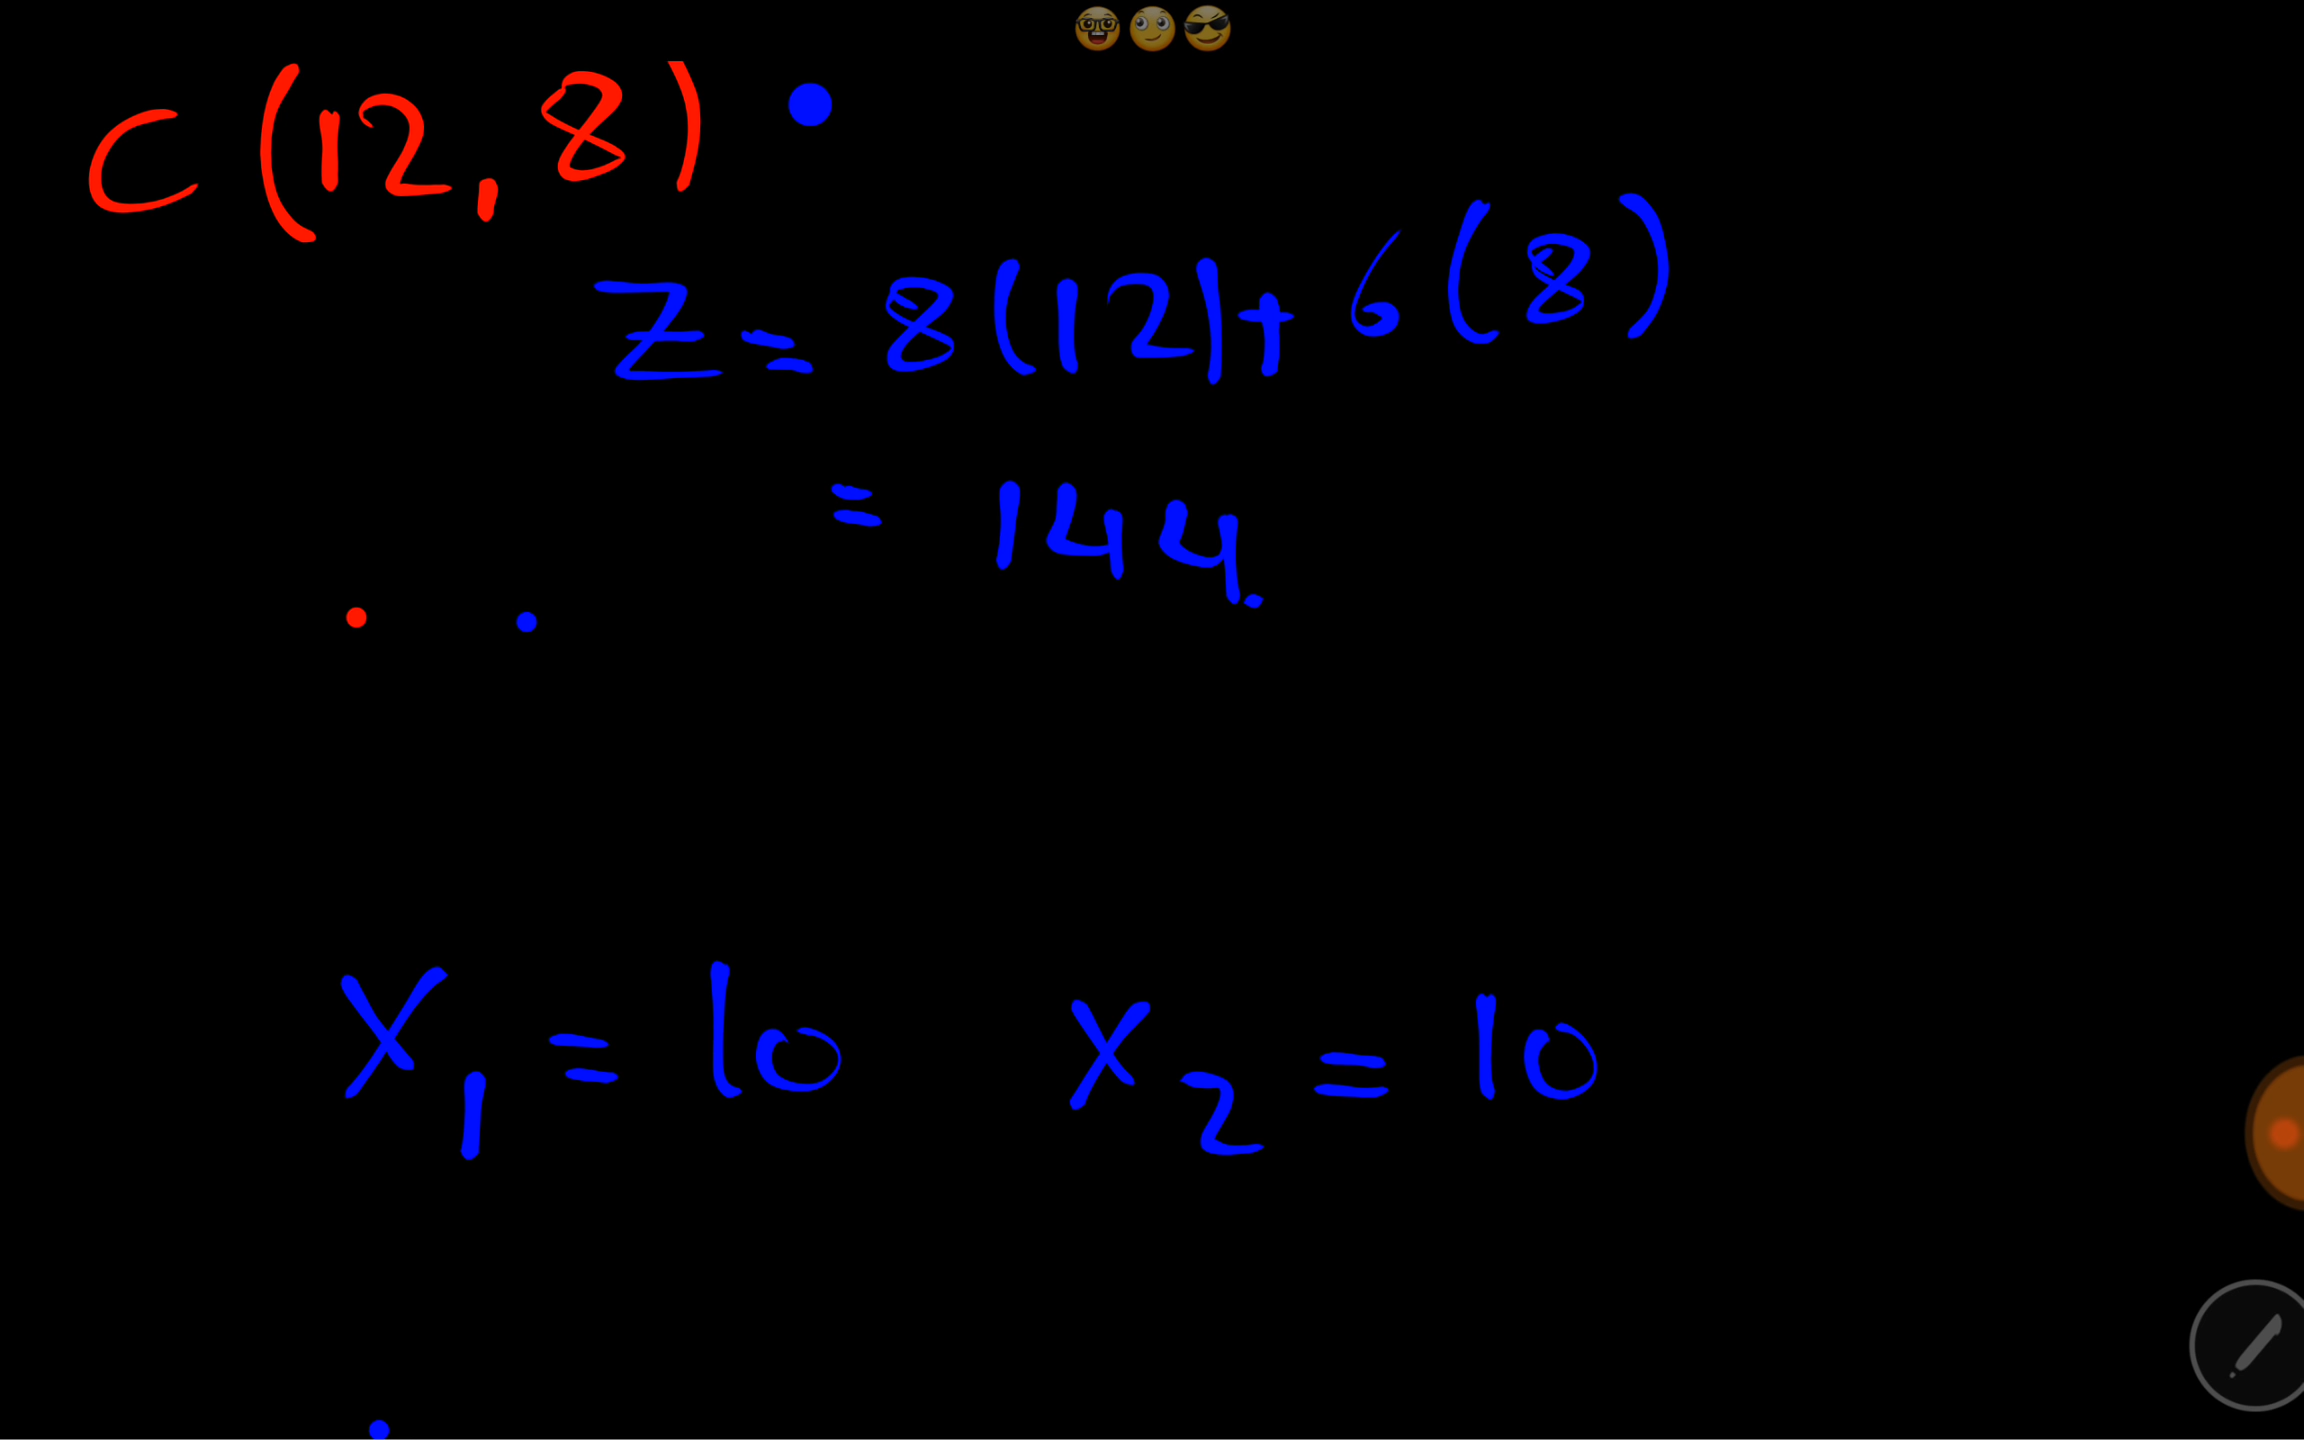 C (12, 8)
Z = 8(12)+ 6(8)
= 144.
X1 = 10 X2 = 10